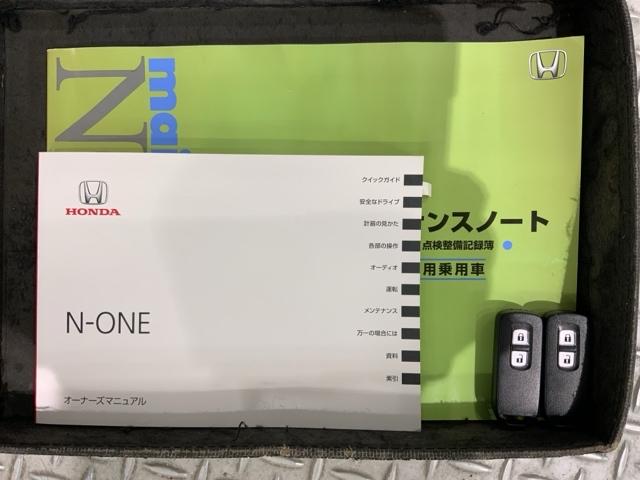 N
mai
ンスノート
点検整備記録簿
用乗用車
HONDA
N-ONE
オーナーズマニュアル
クイックガイド
安全なドライブ
計器の見かた
各部の操作
オーディオ
運転
メンテナンス
万一の場合には
資料
索引